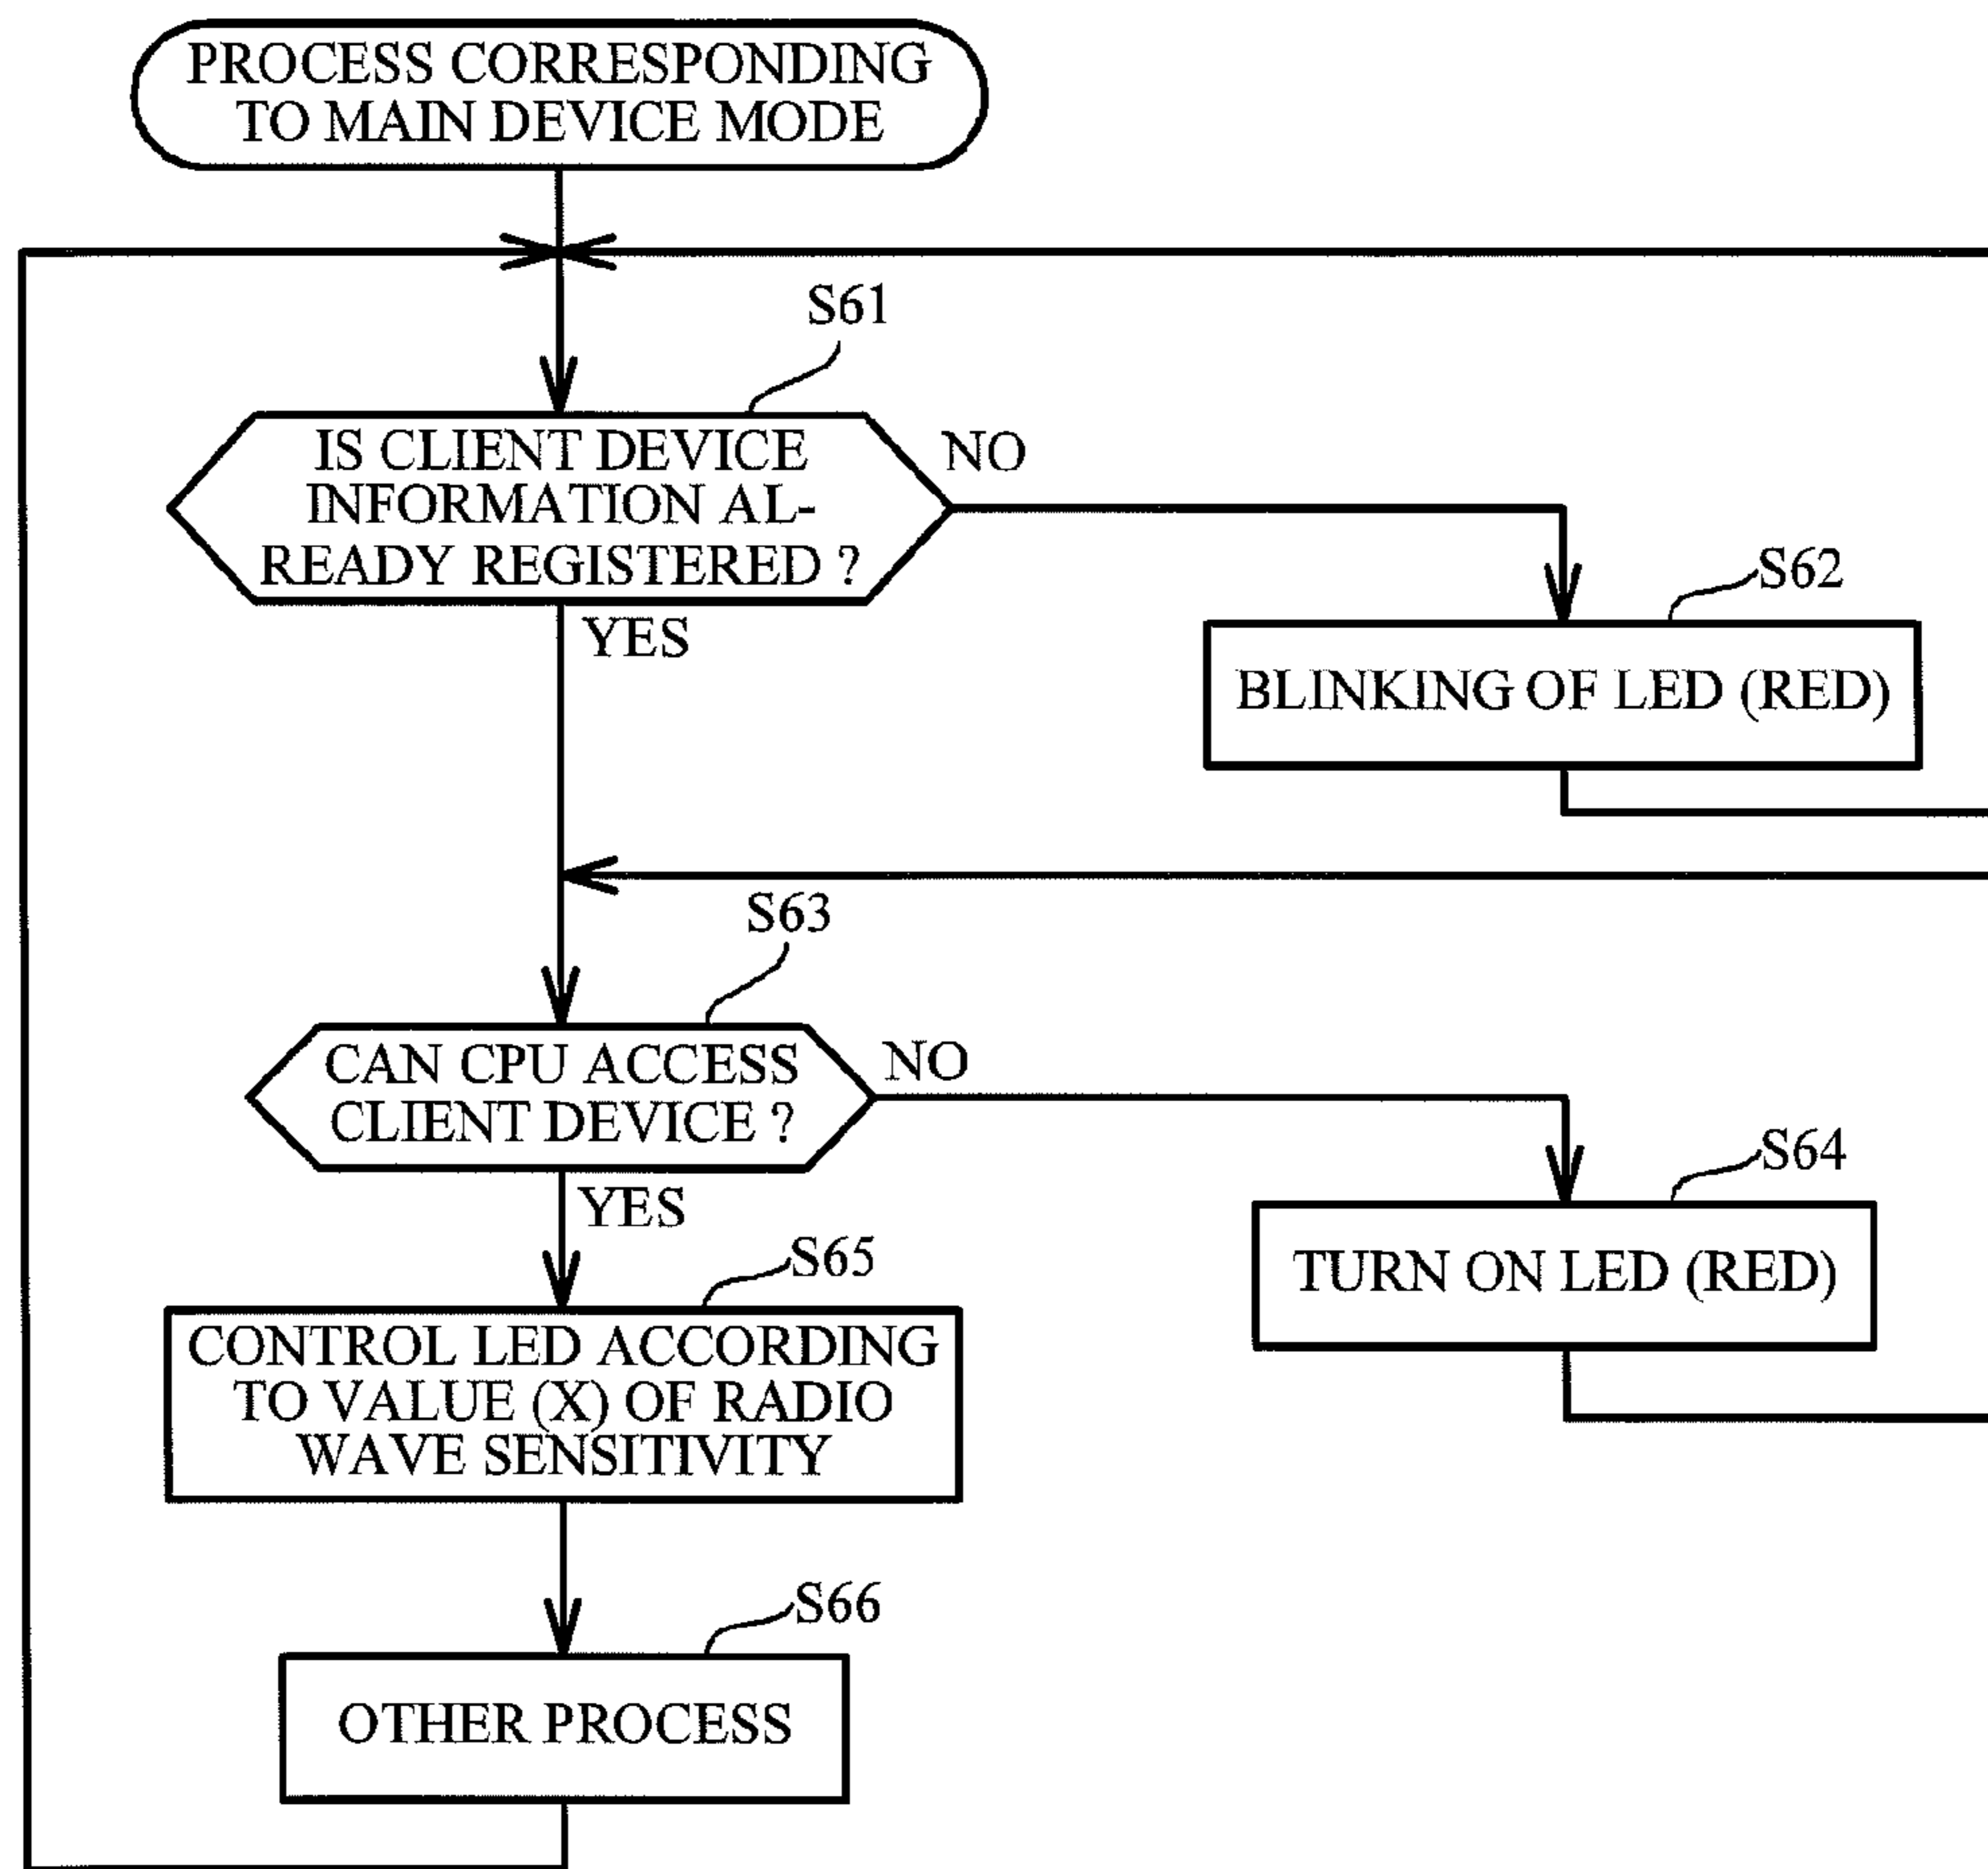 PROCESS CORRESPONDING
TO MAIN DEVICE MODE
S61
IS CLIENT DEVICE
INFORMATION AL-
READY REGISTERED ?
NO
YES
S62
BLINKING OF LED (RED)
S63
CAN CPU ACCESS
CLIENT DEVICE ?
NO
YES
S64
TURN ON LED (RED)
S65
CONTROL LED ACCORDING
TO VALUE (X) OF RADIO
WAVE SENSITIVITY
S66
OTHER PROCESS